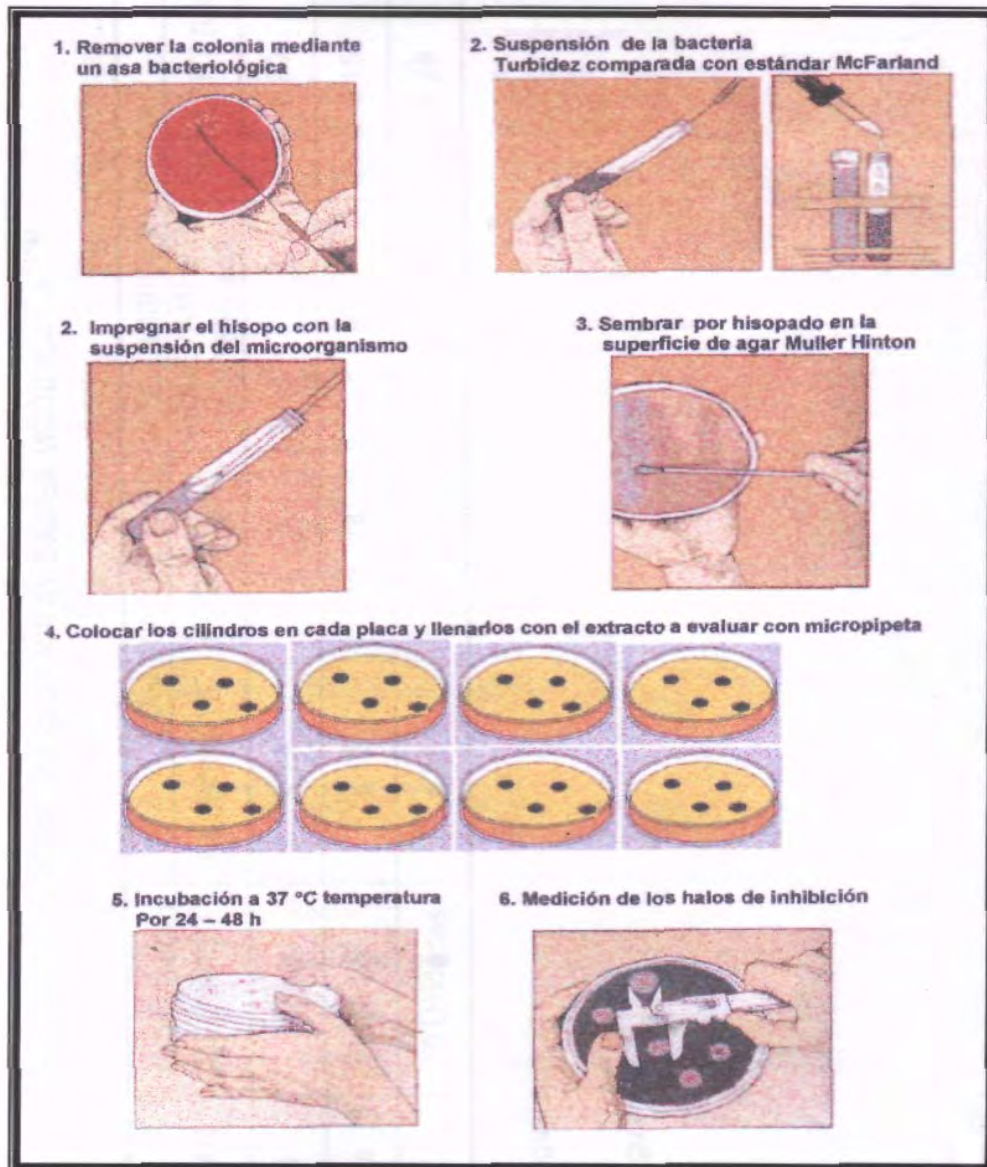 1. Remover la colonia mediante
un asa bacteriológica
2. Suspensión de la bacteria
Turbidez comparada con estándar McFarland
2. Impregnar el hisopo con la
suspensión del microorganismo
3. Sembrar por hisopado en la
superficie de agar Muller Hinton
4. Colocar los cilindros en cada placa y llenarlos con el extracto a evaluar con micropipeta
5. Incubación a 37 °C temperatura
Por 24 – 48 h
6. Medición de los halos de inhibición